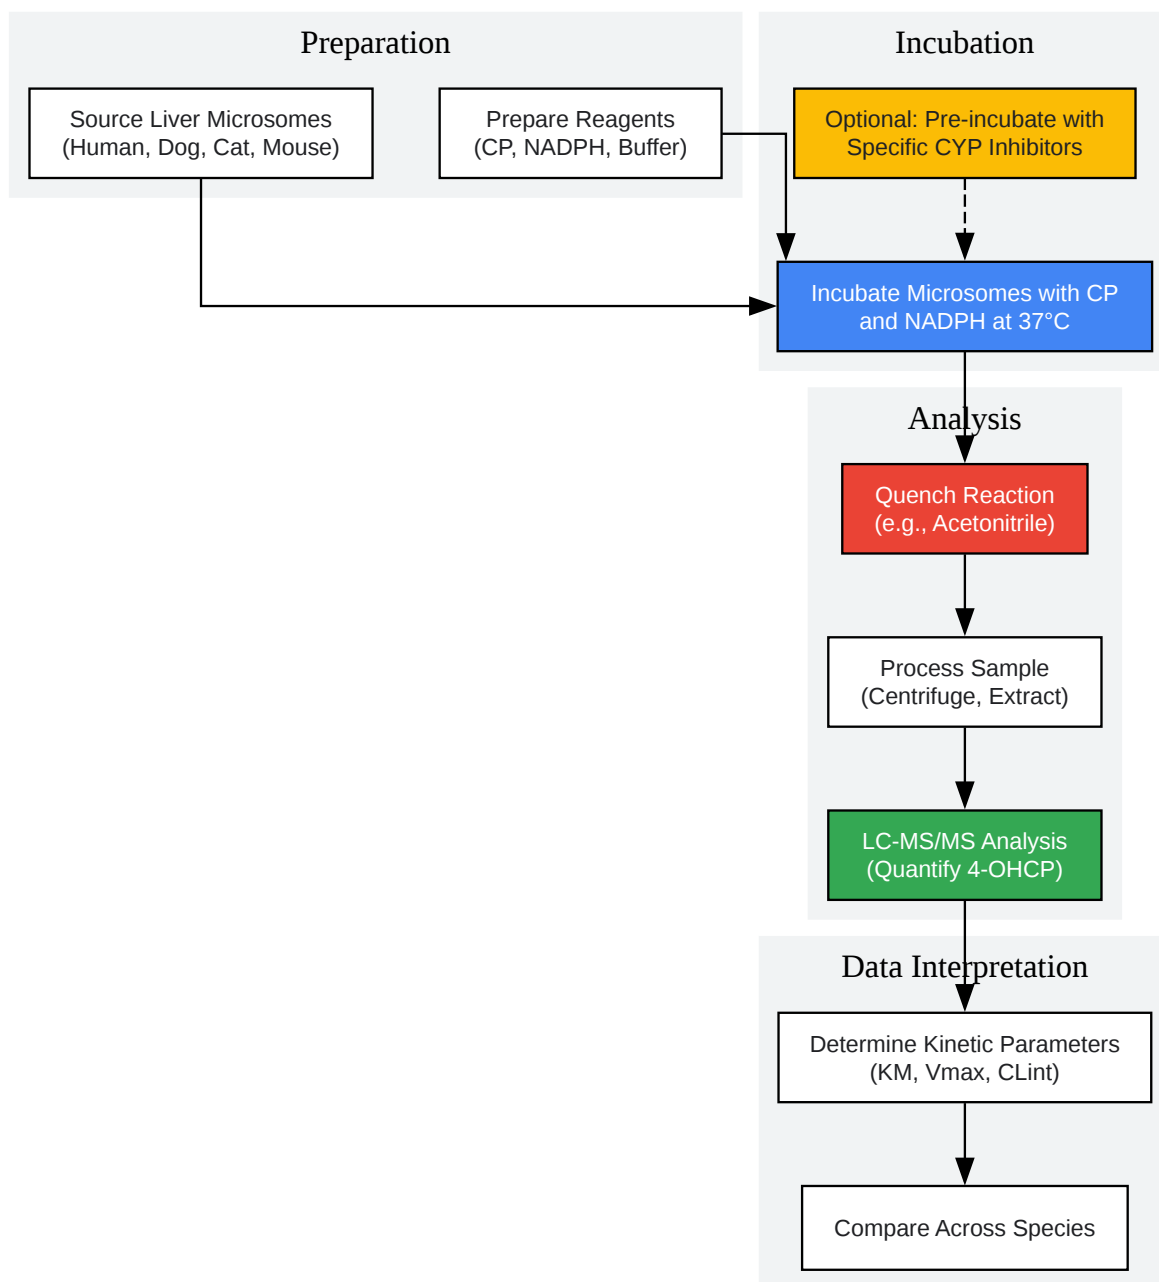 Preparation
Source Liver Microsomes
(Human, Dog, Cat, Mouse)
Prepare Reagents
(CP, NADPH, Buffer)
Incubation
Optional: Pre-incubate with
Specific CYP Inhibitors
Incubate Microsomes with CP
and NADPH at 37°C
Analysis
Quench Reaction
(e.g., Acetonitrile)
Process Sample
(Centrifuge, Extract)
LC-MS/MS Analysis
(Quantify 4-OHCP)
Data Interpretation
Determine Kinetic Parameters
(KM, Vmax, CLint)
Compare Across Species